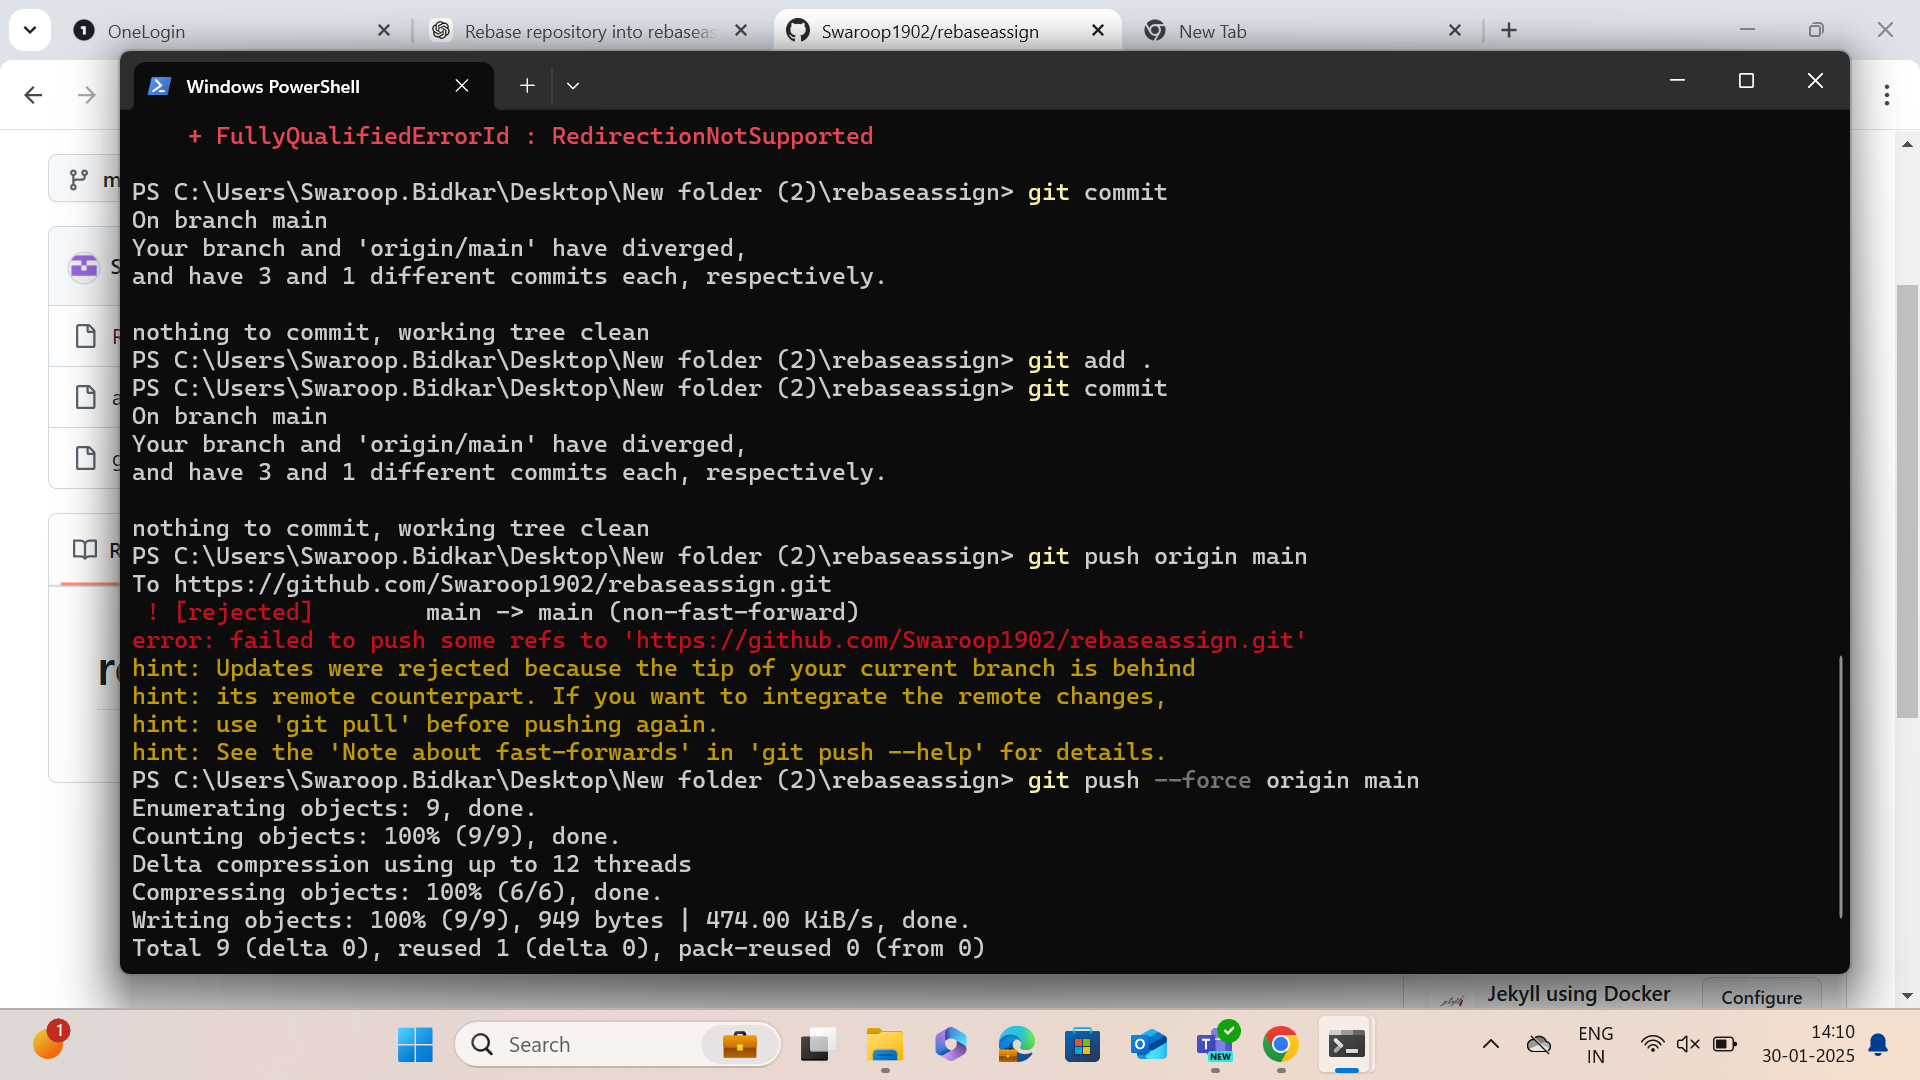 OneLogin
Rebase repository into rebaseas
Swaroop1902/rebaseassign
New Tab
Windows PowerShell
+ FullyQualifiedErrorId : RedirectionNotSupported
PS C:\Users\Swaroop.Bidkar\Desktop\New folder (2)\rebaseassign> git commit
On branch main
Your branch and 'origin/main' have diverged,
and have 3 and 1 different commits each, respectively.
nothing to commit, working tree clean
PS C:\Users\Swaroop.Bidkar\Desktop\New folder (2)\rebaseassign> git add .
PS C:\Users\Swaroop.Bidkar\Desktop\New folder (2)\rebaseassign> git commit
On branch main
Your branch and 'origin/main' have diverged,
and have 3 and 1 different commits each, respectively.
nothing to commit, working tree clean
PS C:\Users\Swaroop.Bidkar\Desktop\New folder (2)\rebaseassign> git push origin main
To https://github.com/Swaroop1902/rebaseassign.git
! [rejected] main -> main (non-fast-forward)
error: failed to push some refs to 'https://github.com/Swaroop1902/rebaseassign.git'
hint: Updates were rejected because the tip of your current branch is behind
hint: its remote counterpart. If you want to integrate the remote changes,
hint: use 'git pull' before pushing again.
hint: See the 'Note about fast-forwards' in 'git push --help' for details.
PS C:\Users\Swaroop.Bidkar\Desktop\New folder (2)\rebaseassign> git push --force origin main
Enumerating objects: 9, done.
Counting objects: 100% (9/9), done.
Delta compression using up to 12 threads
Compressing objects: 100% (6/6), done.
Writing objects: 100% (9/9), 949 bytes | 474.00 KiB/s, done.
Total 9 (delta 0), reused 1 (delta 0), pack-reused 0 (from 0)
Jekyll using Docker
Configure
1
Search
NEW
ENG
IN
14:10
30-01-2025